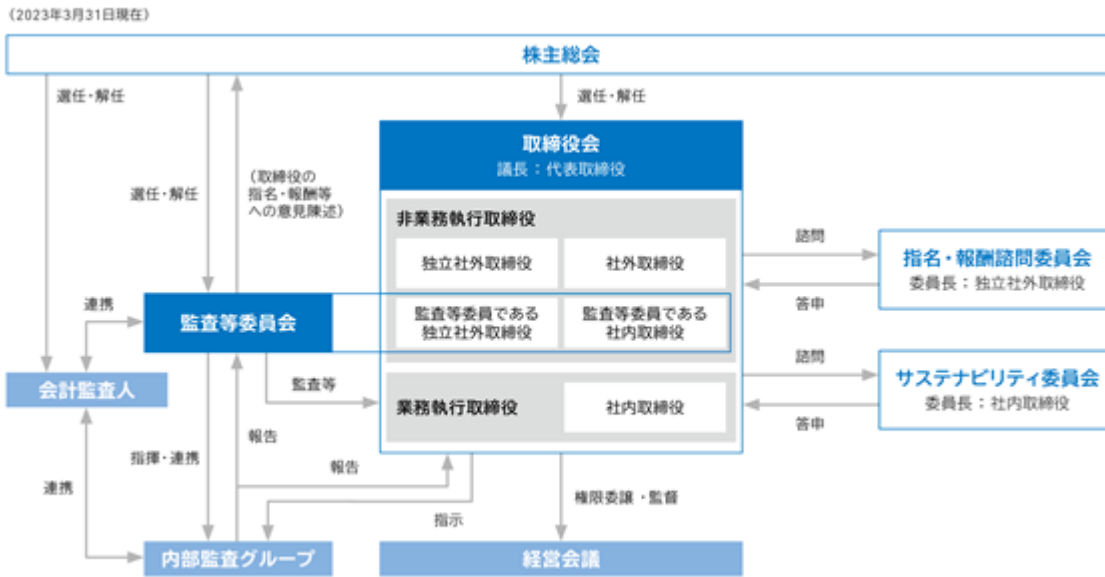 (2023年3月31日現在)
株主総会
選任・解任
選任・解任
(取締役の
指名・報酬等
への意見陳述)
選任・解任
取締役会
議長：代表取締役
非業務執行取締役
独立社外取締役
社外取締役
監査等委員である
独立社外取締役
監査等委員である
社内取締役
業務執行取締役
社内取締役
諮問
答申
指名・報酬諮問委員会
委員長：独立社外取締役
諮問
答申
サステナビリティ委員会
委員長：社内取締役
連携
監査等委員会
会計監査人
監査等
報告
指揮・連携
連携
報告
指示
権限委譲・監督
内部監査グループ
経営会議